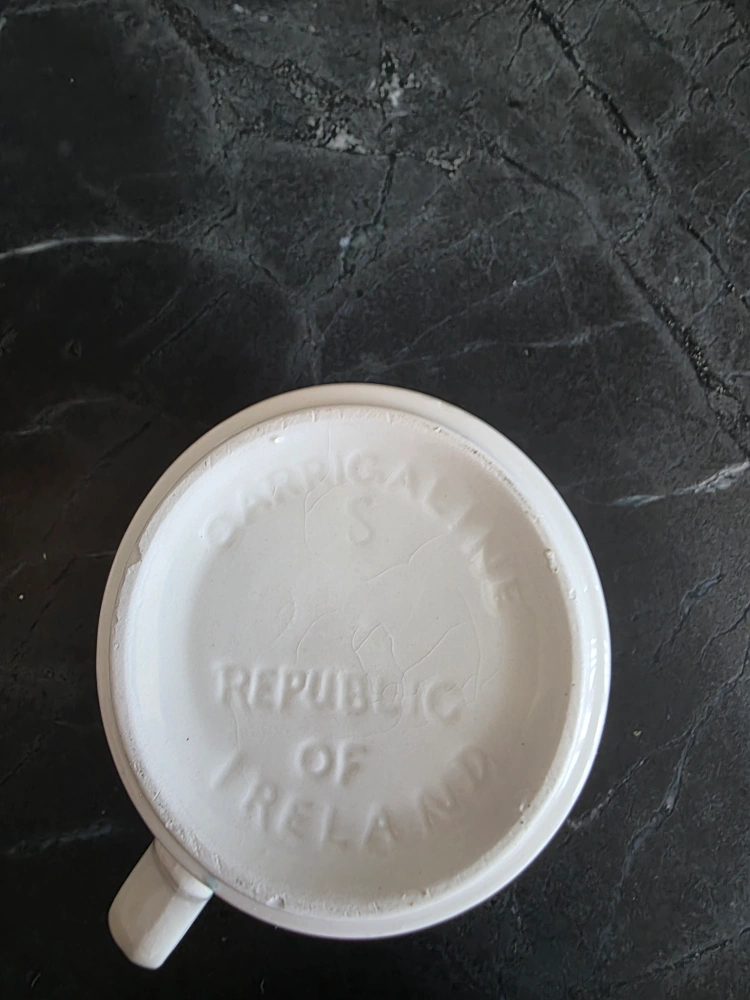 CARRIGALINE
S
REPUBLIC
OF
IRELAND